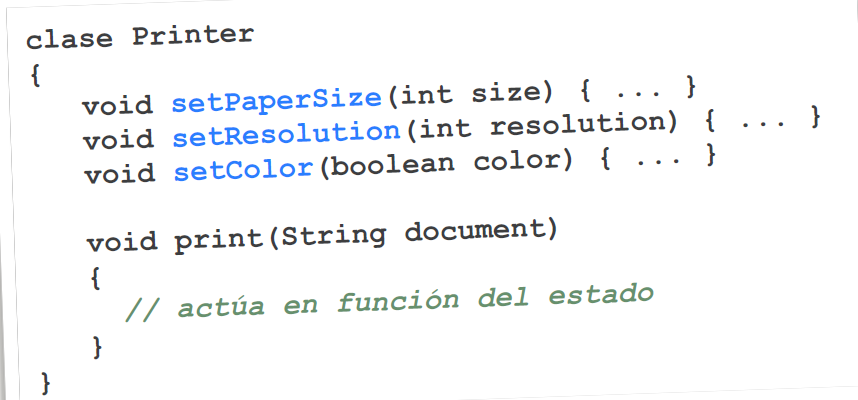 clase Printer
{
void setPaperSize(int size) { ... }
void setResolution(int resolution) { ... }
void setColor(boolean color) { ... }
void print(String document)
{
// actúa en función del estado
}
}